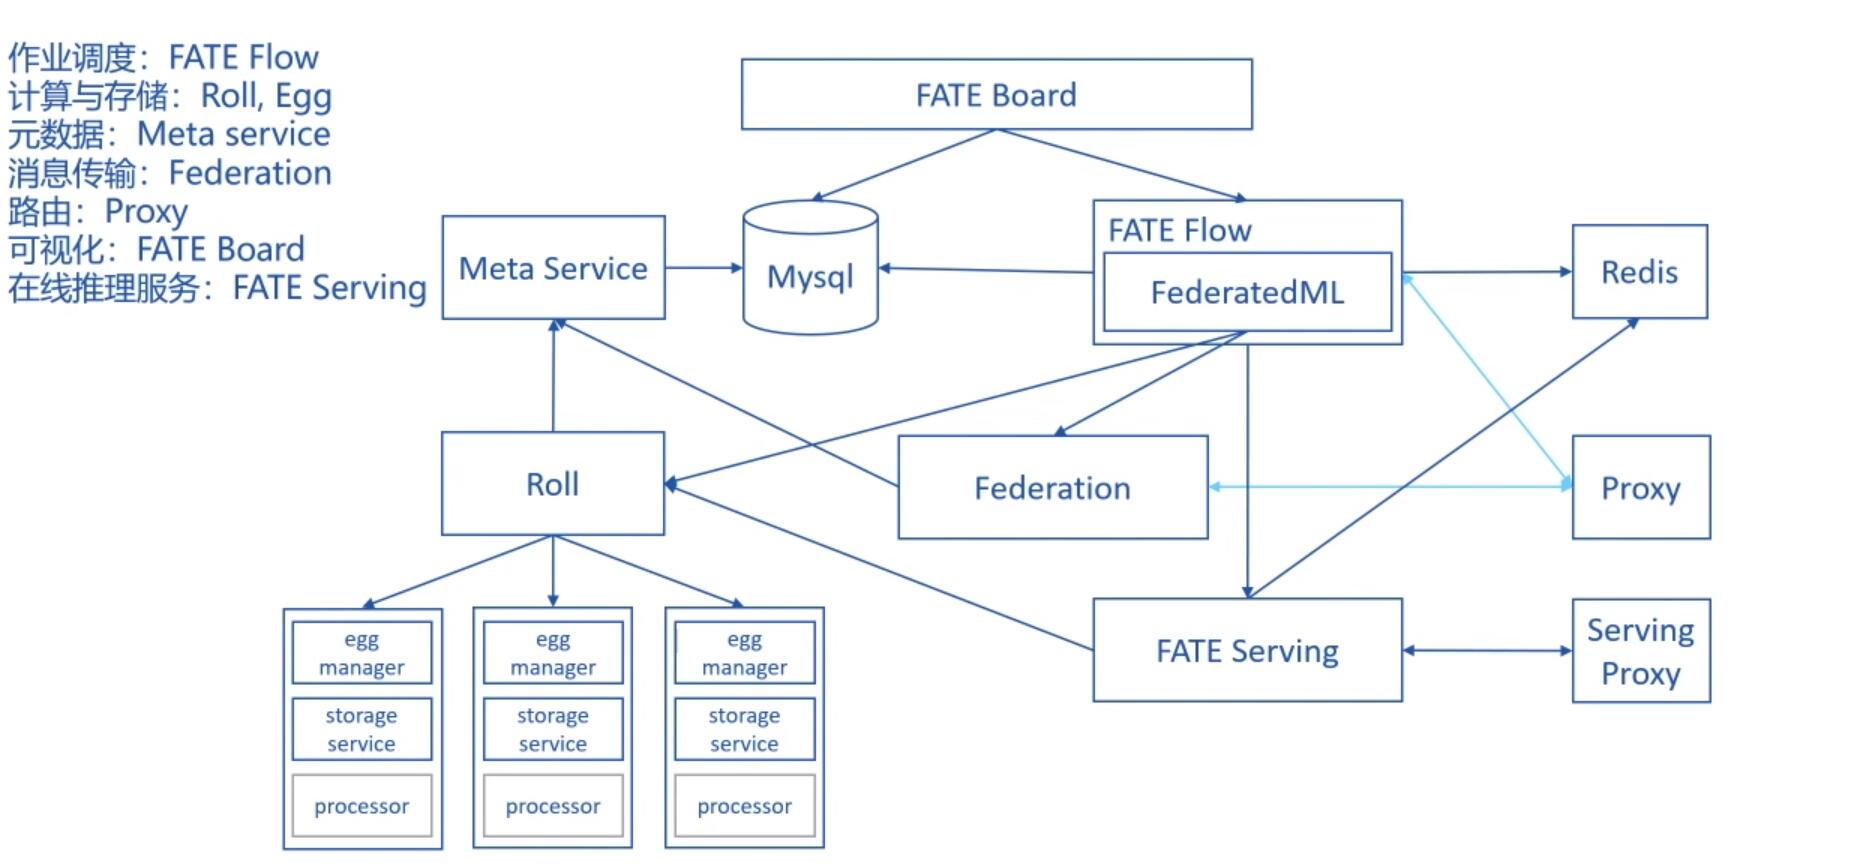 作业调度：FATE Flow
计算与存储：Roll, Egg
元数据：Meta service
消息传输：Federation
路由：Proxy
可视化：FATE Board
在线推理服务：FATE Serving
FATE Board
Meta Service
Mysql
FATE Flow
FederatedML
Redis
Roll
Federation
Proxy
egg
manager
storage
service
processor
egg
manager
storage
service
processor
egg
manager
storage
service
processor
FATE Serving
Serving
Proxy